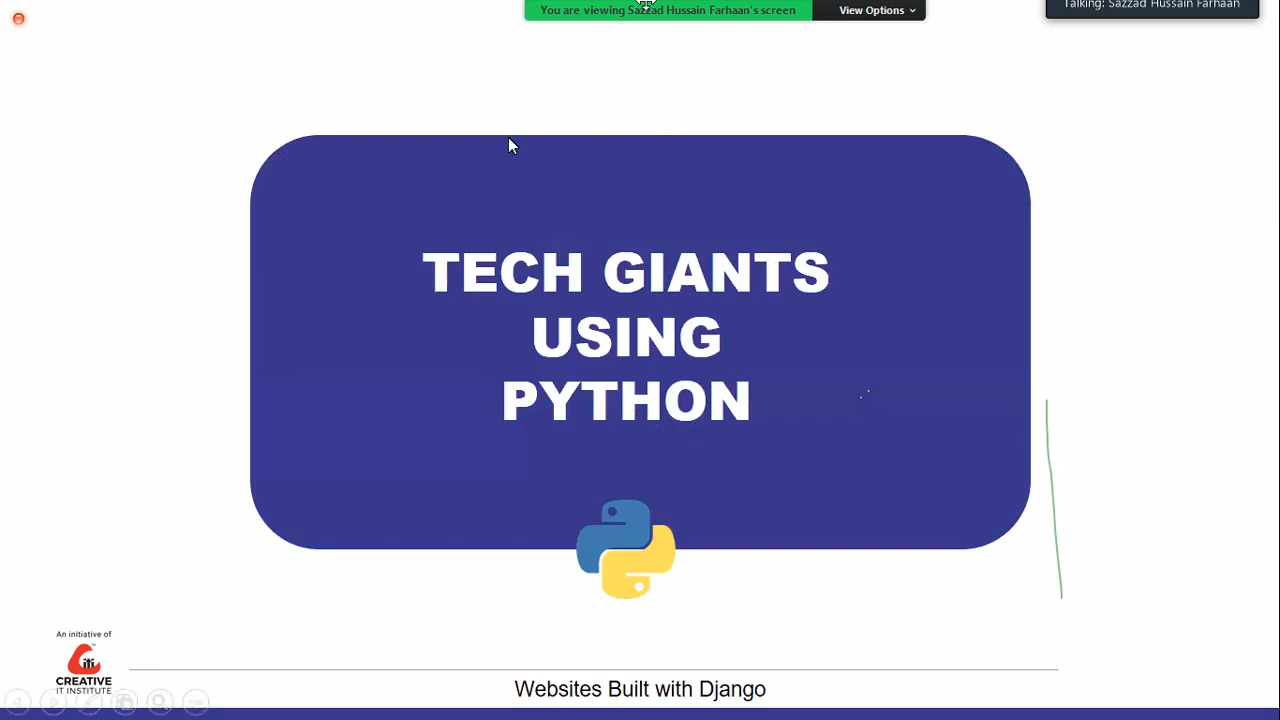 You are viewing Sazzad Hussain Farhaan's screen
View Options
Talking: Sazzad Hussain Farhaan
TECH GIANTS
USING
PYTHON
An initiative of
CREATIVE
IT INSTITUTE
Websites Built with Django